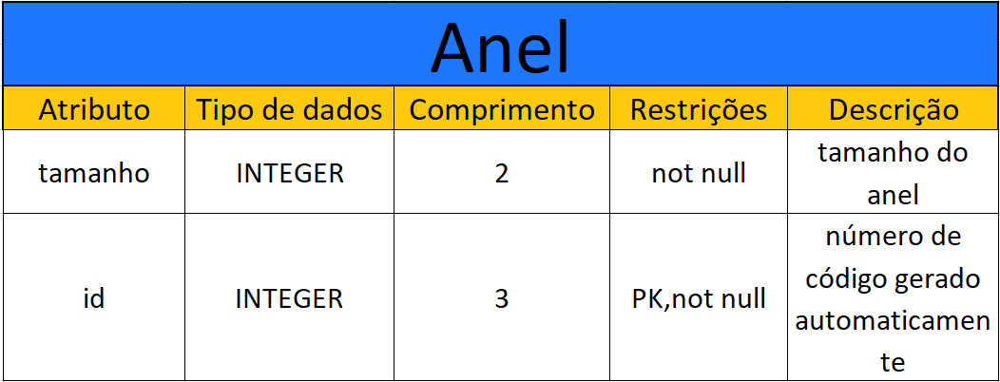 Anel
Atributo Tipo de dados Comprimento Restrições Descrição
tamanho INTEGER 2 not null tamanho do
anel
id INTEGER 3 PK,not null número de
código gerado
automaticamen
te